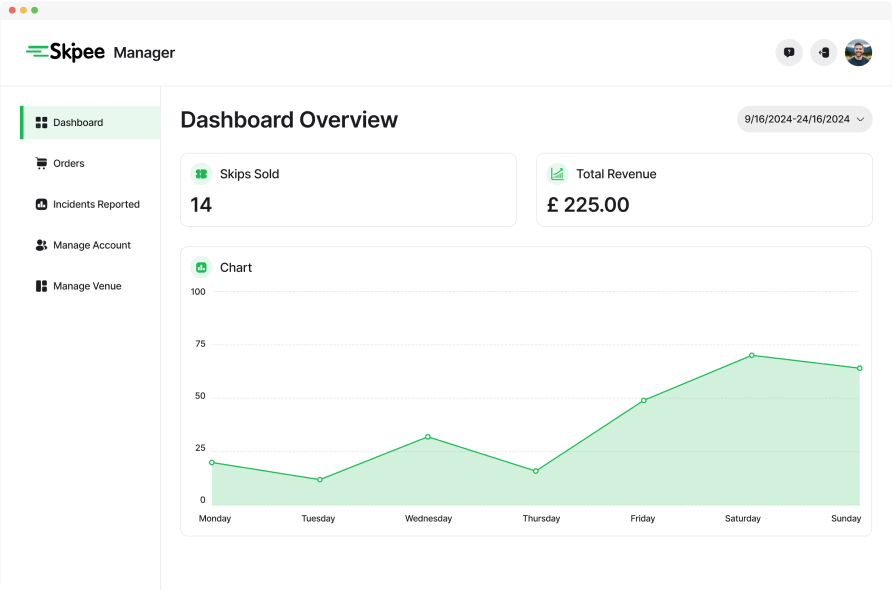 Skipee Manager
Dashboard
Orders
Incidents Reported
Manage Account
Manage Venue
Dashboard Overview
9/16/2024-24/16/2024
Skips Sold
14
Total Revenue
£ 225.00
Chart
100
75
50
25
0
Monday Tuesday Wednesday Thursday Friday Saturday Sunday